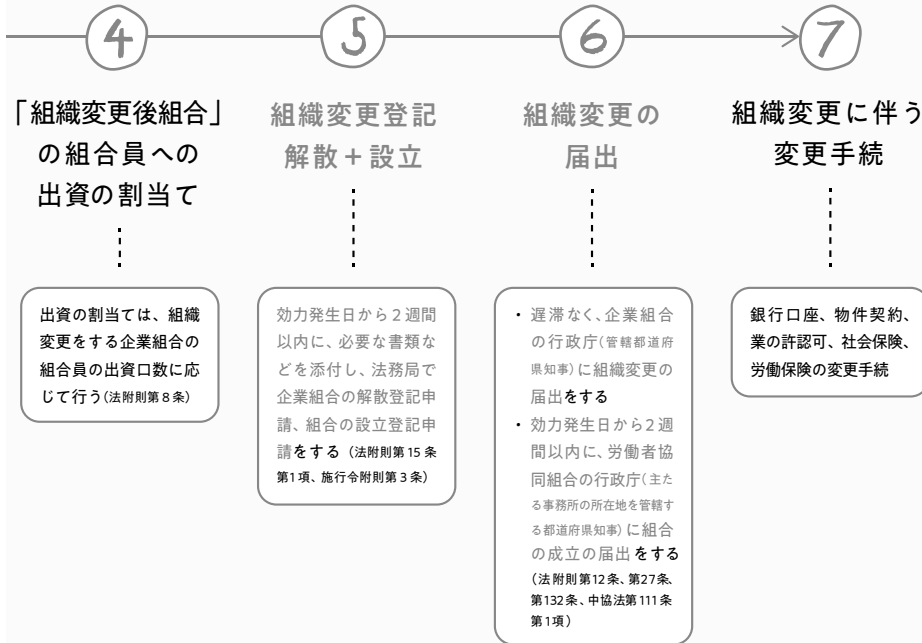 4
5
6
7
「組織変更後組合」
の組合員への
出資の割当て
組織変更登記
解散＋設立
組織変更の
届出
組織変更に伴う
変更手続
出資の割当ては、組織
変更をする企業組合の
組合員の出資口数に応
じて行う(法附則第8条)
効力発生日から2週間
以内に、必要な書類な
どを添付し、法務局で
企業組合の解散登記申
請、組合の設立登記申
請をする（法附則第15条
第1項、施行令附則第3条）
・ 遅滞なく、企業組合
の行政庁(管轄都道府
県知事)に組織変更の
届出をする
・ 効力発生日から2週
間以内に、労働者協
同組合の行政庁(主た
る事務所の所在地を管轄す
る都道府県知事)に組合
の成立の届出をする
(法附則第12条、第27条、
第132条、中協法第111条
第1項)
銀行口座、物件契約、
業の許認可、社会保険、
労働保険の変更手続